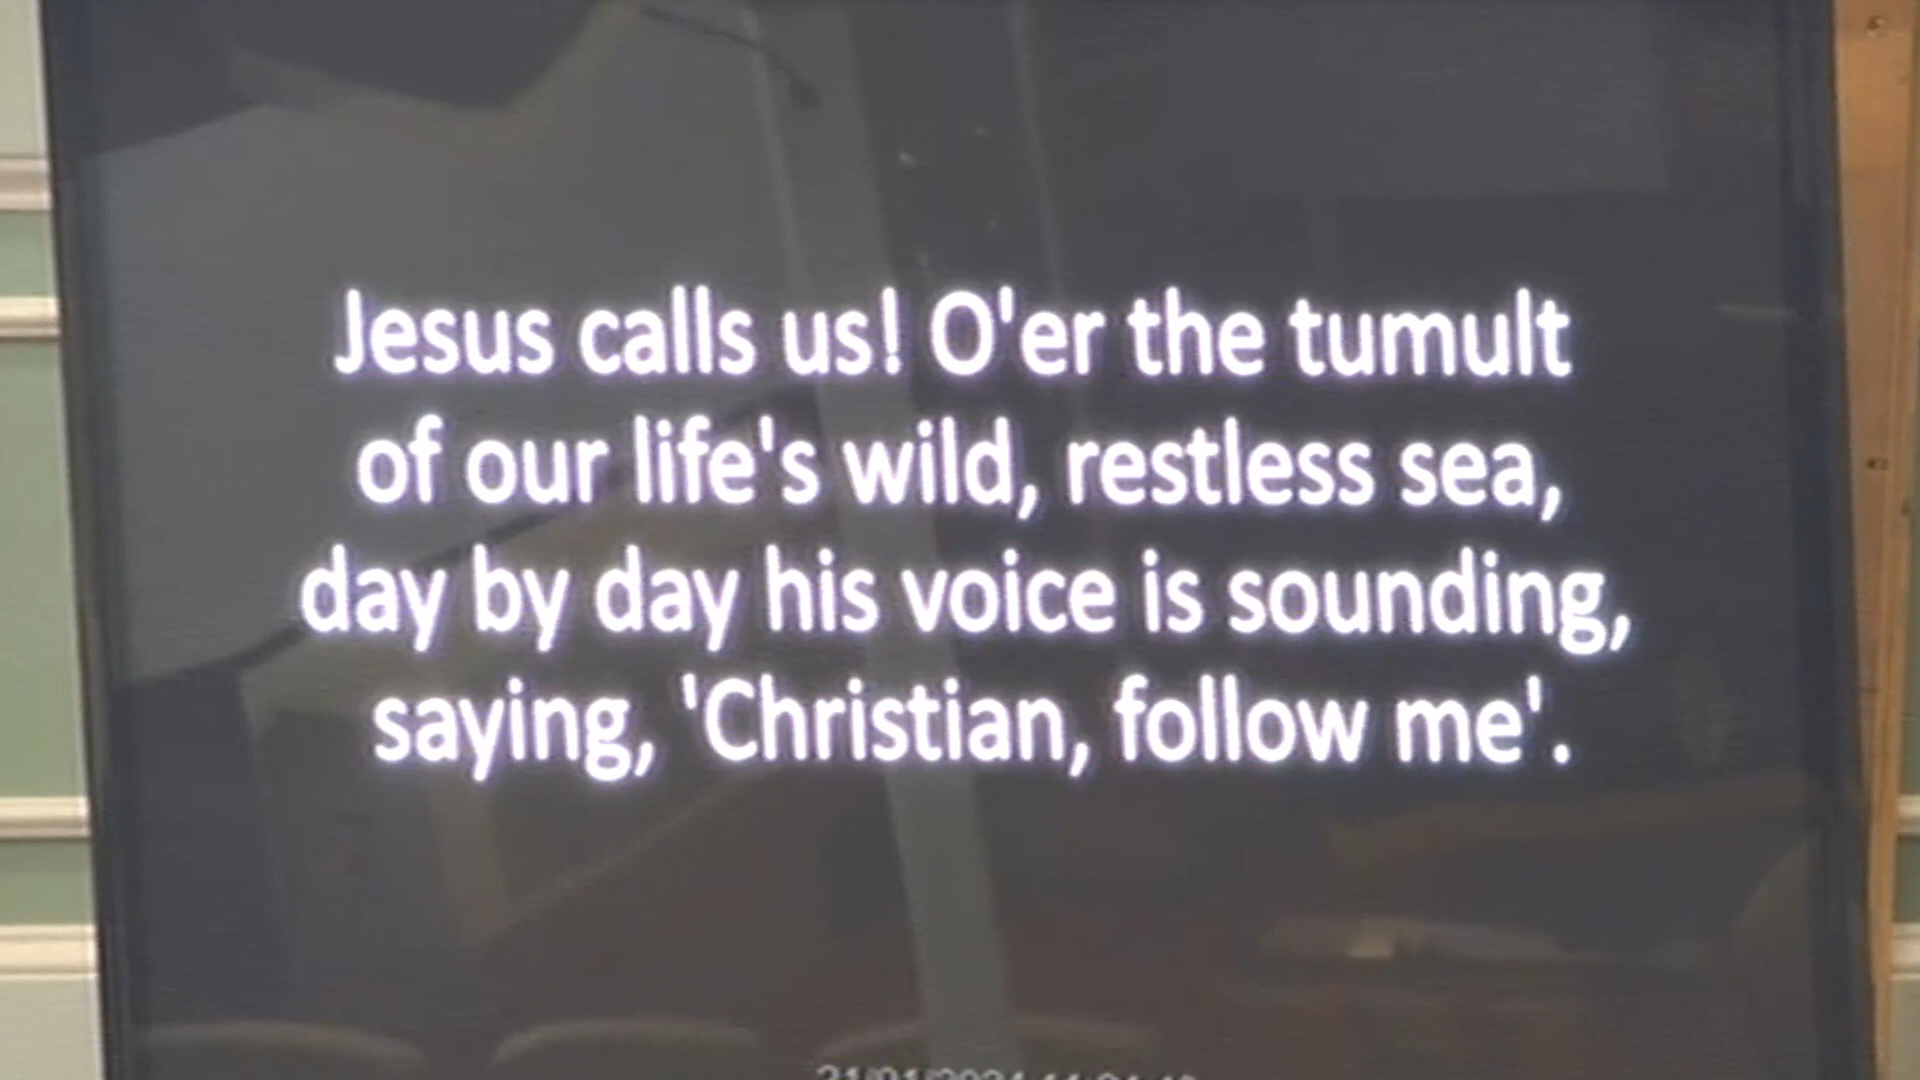 Jesus calls us! O'er the tumult
of our life's wild, restless sea,
day by day his voice is sounding,
saying, 'Christian, follow me'.